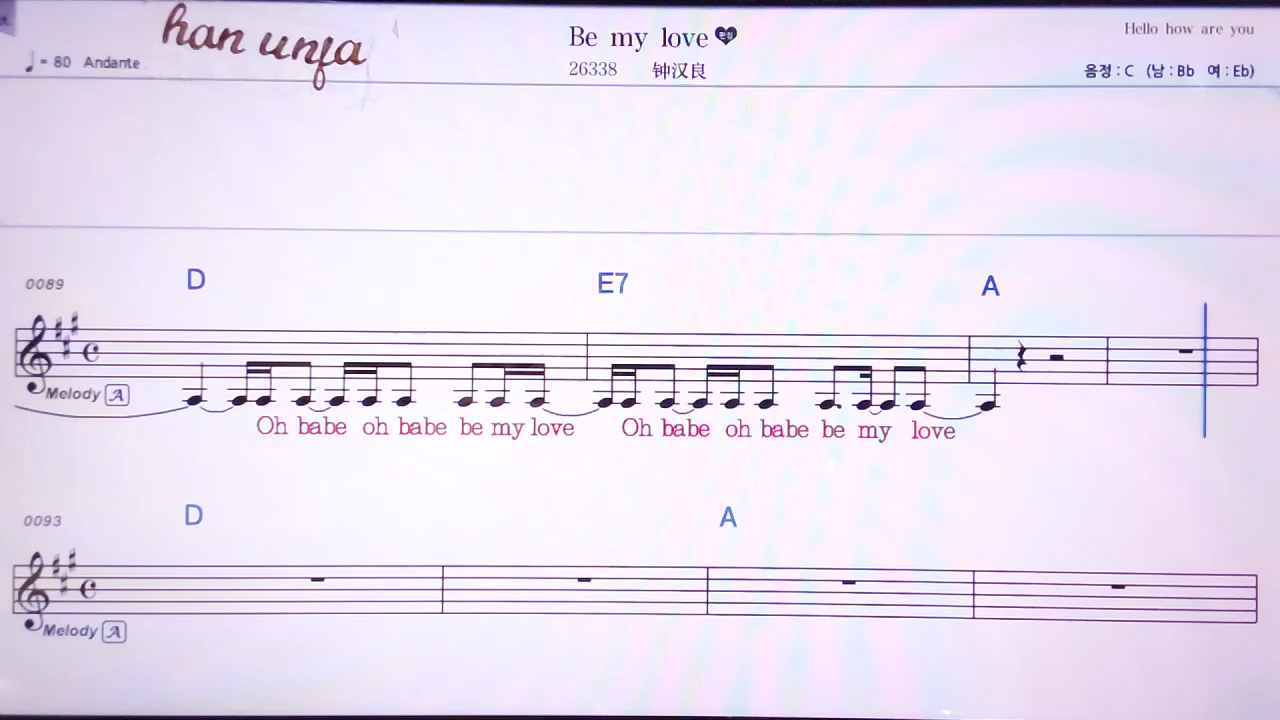 han unfa
Be my love
Hello how are you
= 80 Andante
26338 钟汉良
음정 : C (남 : Bb 여 : Eb)
0089
D E7 A
Melody A
Oh babe oh babe be my love Oh babe oh babe be my love
0093
D A
Melody A